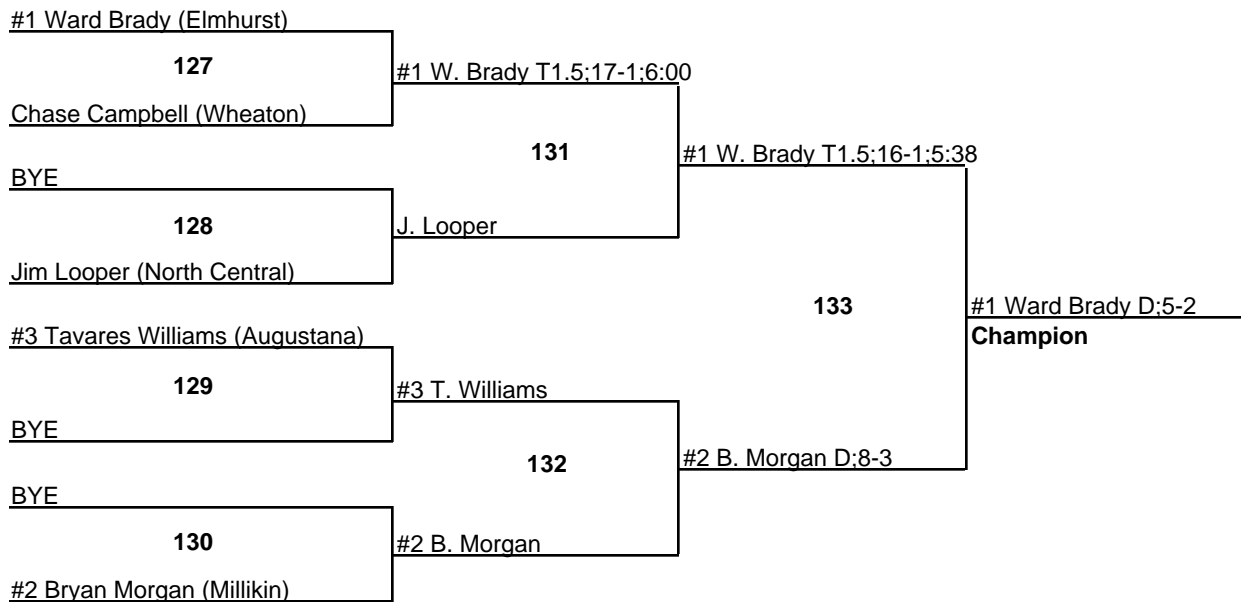 #1 Ward Brady (Elmhurst)
127
#1 W. Brady T1.5;17-1;6:00
Chase Campbell (Wheaton)
131
#1 W. Brady T1.5;16-1;5:38
BYE
128
J. Looper
Jim Looper (North Central)
133
#1 Ward Brady D;5-2
Champion
#3 Tavares Williams (Augustana)
129
#3 T. Williams
BYE
132
#2 B. Morgan D;8-3
BYE
130
#2 B. Morgan
#2 Bryan Morgan (Millikin)